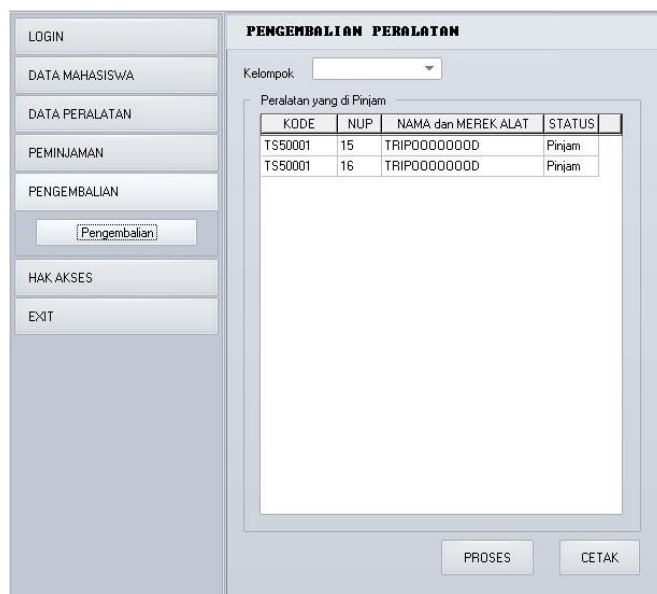 LOGIN
DATA MAHASISWA
DATA PERALATAN
PEMINJAMAN
PENGEMBALIAN
Pengembalian
HAK AKSES
EXIT
PENGEMBALIAN PERALATAN
Kelompok
Peralatan yang di Pinjam
KODE NUP NAMA dan MEREK ALAT STATUS
TS50001 15 TRIPOOOOOOOD Pinjam
TS50001 16 TRIPOOOOOOOD Pinjam
PROSES CETAK